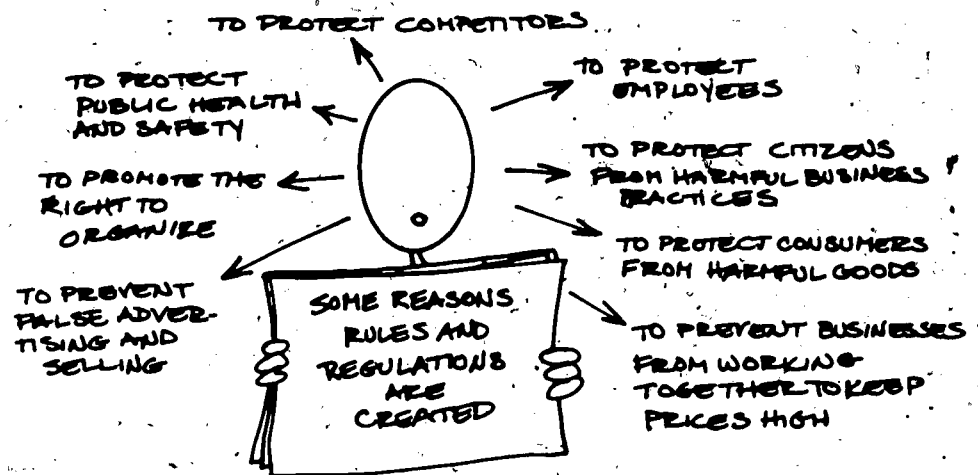 TO PROTECT COMPETITORS
TO PROTECT
PUBLIC HEALTH
AND SAFETY
TO PROMOTE THE
RIGHT TO
ORGANIZE
TO PREVENT
FALSE ADVER-
TISING AND
SELLING
TO PROTECT
EMPLOYEES
TO PROTECT CITIZENS
FROM HARMFUL BUSINESS
PRACTICES
TO PROTECT CONSUMERS
FROM HARMFUL GOODS
TO PREVENT BUSINESSES
FROM WORKING
TOGETHER TO KEEP
PRICES HIGH
SOME REASONS
RULES AND
REGULATIONS
ARE
CREATED